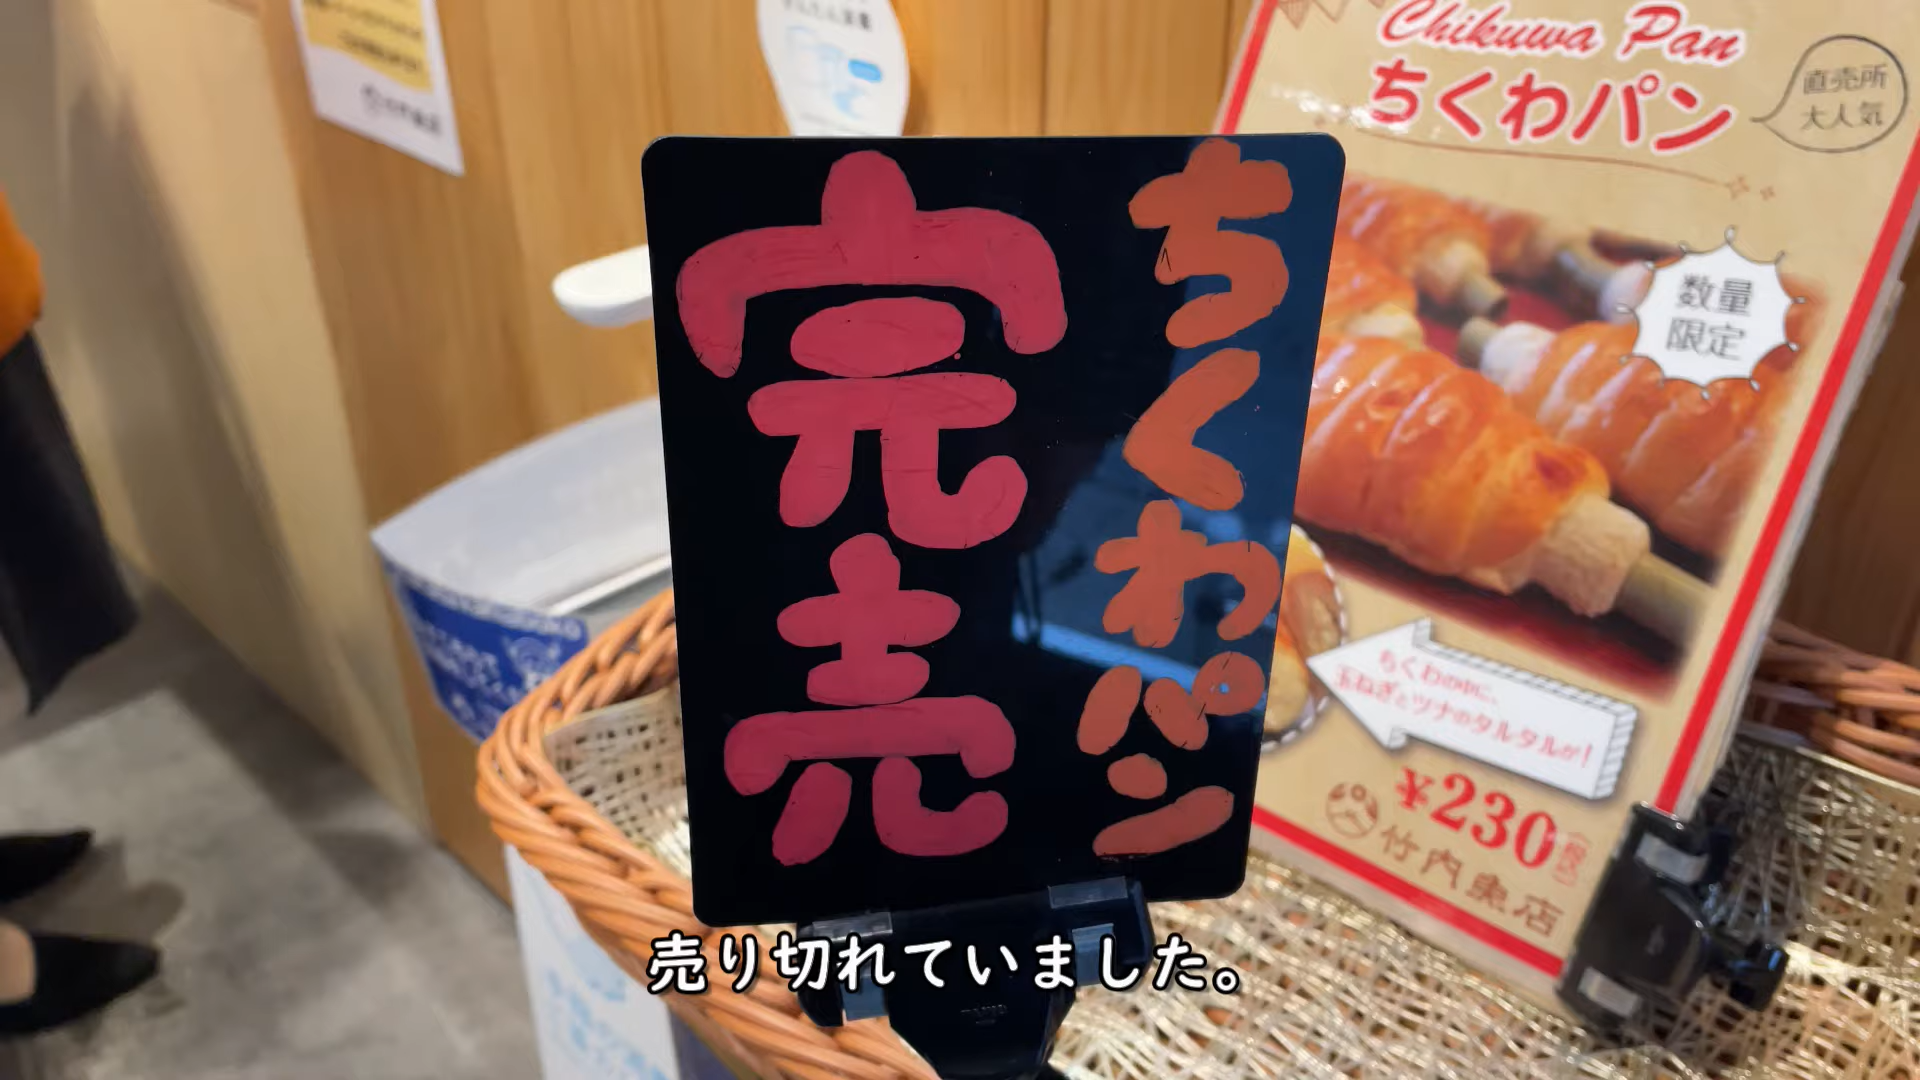 Chikuwa Pan
ちくわパン
直売所
大人気
数量
限定
ちくわパン
完売
ちくわの中に、
玉ねぎとツナのタルタルが!
¥230
竹内魚店
売り切れていました。